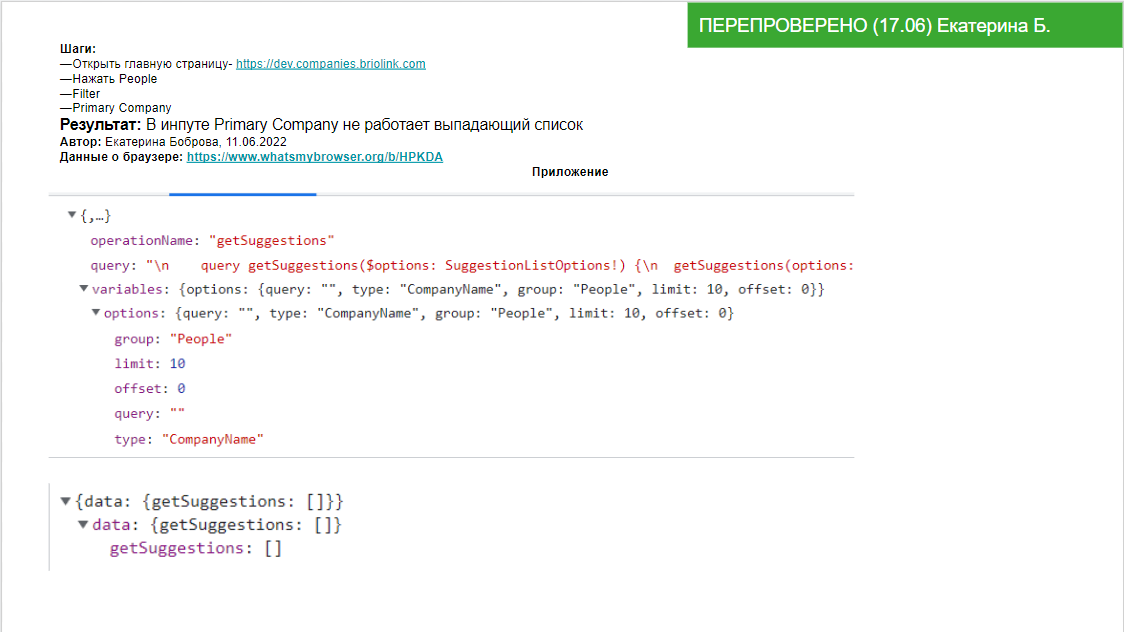 ПЕРЕПРОВЕРЕНО (17.06) Екатерина Б.
Шаги:
—Открыть главную страницу- https://dev.companies.briolink.com
—Нажать People
—Filter
—Primary Company
Результат: В инпуте Primary Company не работает выпадающий список
Автор: Екатерина Боброва, 11.06.2022
Данные о браузере: https://www.whatsmybrowser.org/b/HPKDA
Приложение
▼{,…}
operationName: "getSuggestions"
query: "\n    query getSuggestions($options: SuggestionListOptions!) {\n  getSuggestions(options:
▼variables: {options: {query: "", type: "CompanyName", group: "People", limit: 10, offset: 0}}
▼options: {query: "", type: "CompanyName", group: "People", limit: 10, offset: 0}
group: "People"
limit: 10
offset: 0
query: ""
type: "CompanyName"
▼{data: {getSuggestions: []}}
▼data: {getSuggestions: []}
getSuggestions: []